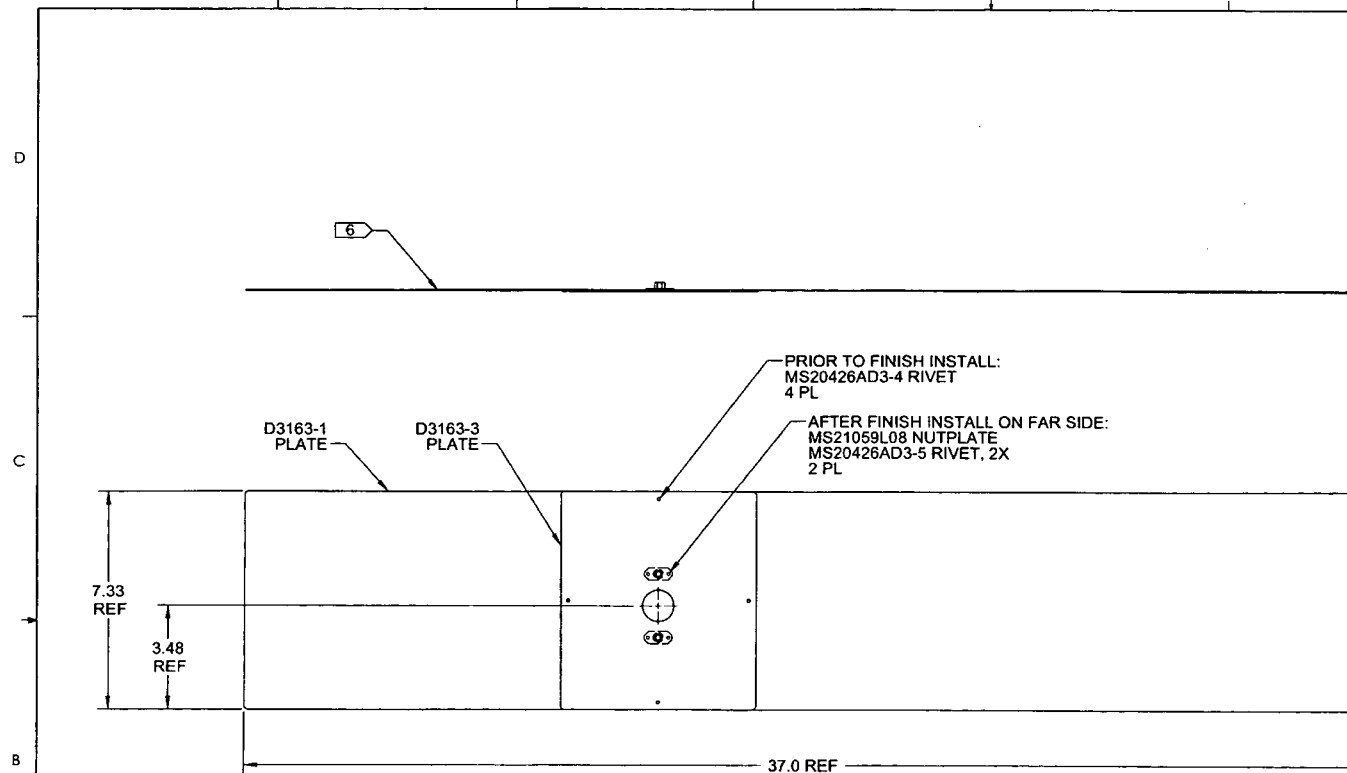 D
6
PRIOR TO FINISH INSTALL:
MS20426AD3-4 RIVET
4 PL
AFTER FINISH INSTALL ON FAR SIDE:
MS21059L08 NUTPLATE
MS20426AD3-5 RIVET, 2X
2 PL
D3163-1
PLATE
D3163-3
PLATE
C
7.33
REF
3.48
REF
B
37.0 REF